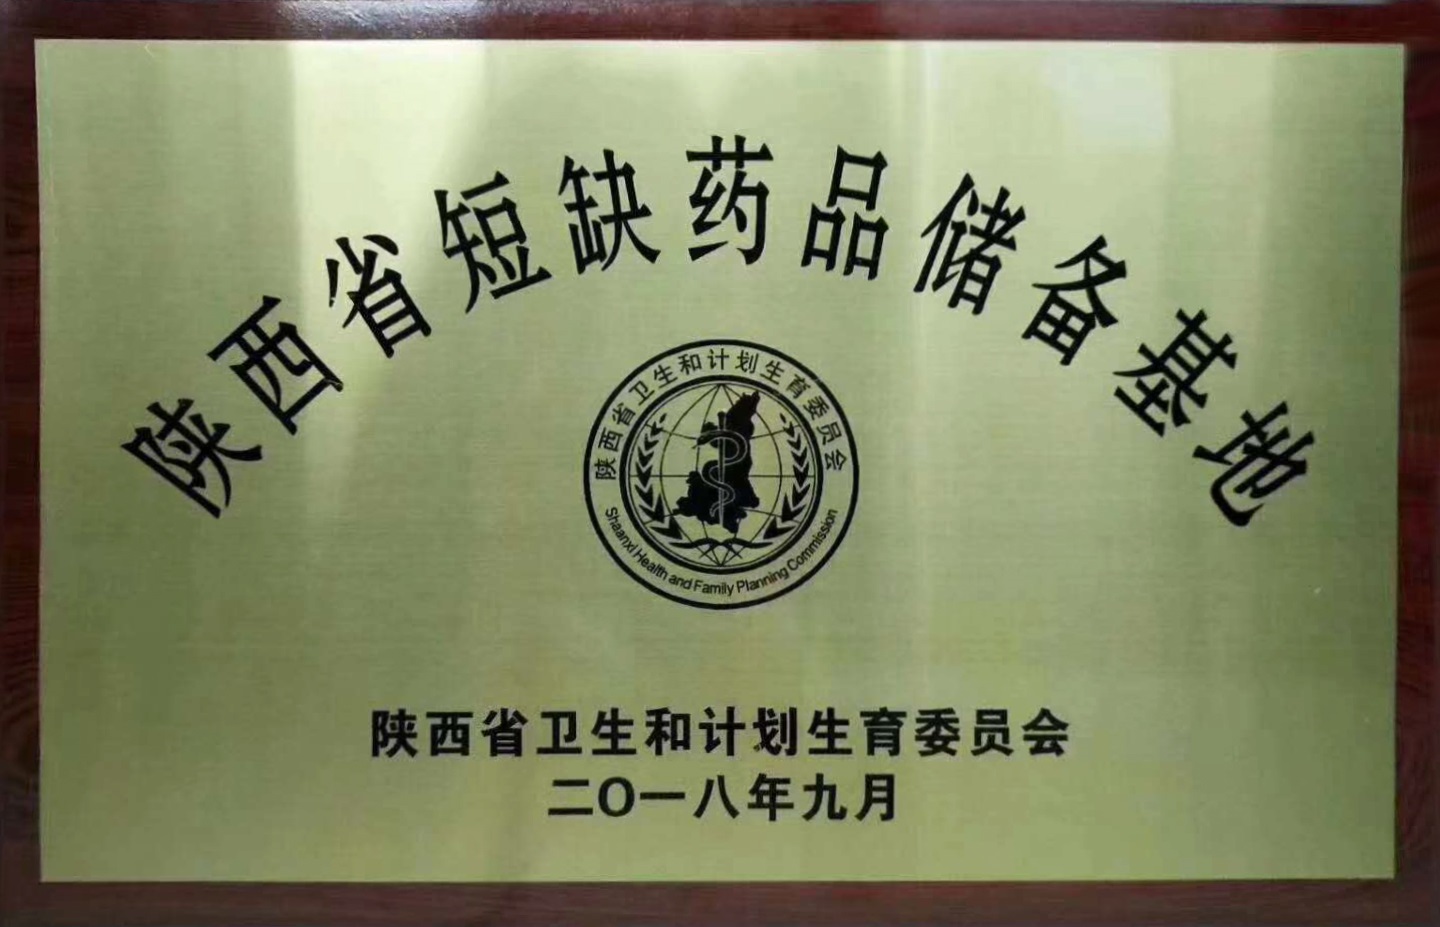 陕西省短缺药品储备基地
陕西省卫生和计划生育委员会
Shaanxi Health and Family Planning Commission
陕西省卫生和计划生育委员会
二〇一八年九月